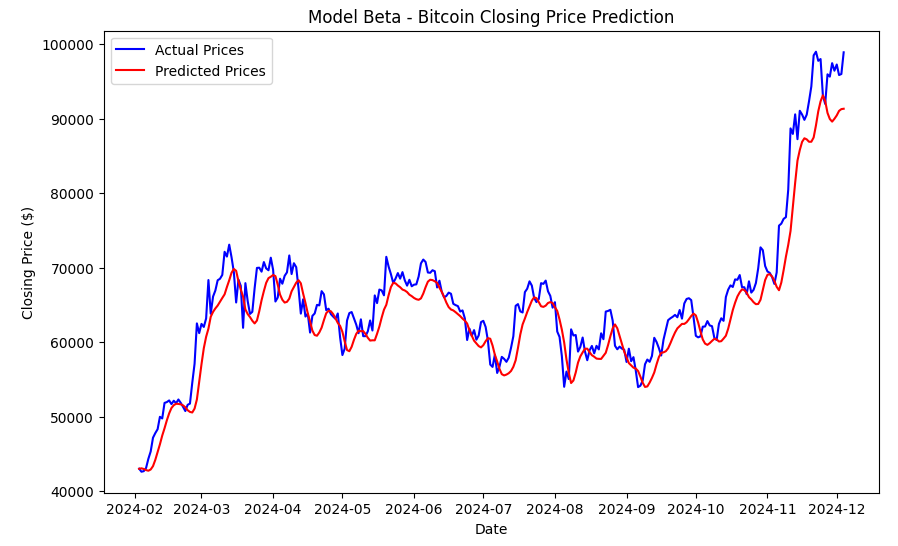 Model Beta - Bitcoin Closing Price Prediction
Actual Prices
Predicted Prices
Closing Price ($)
100000
90000
80000
70000
60000
50000
40000
2024-02 2024-03 2024-04 2024-05 2024-06 2024-07 2024-08 2024-09 2024-10 2024-11 2024-12
Date